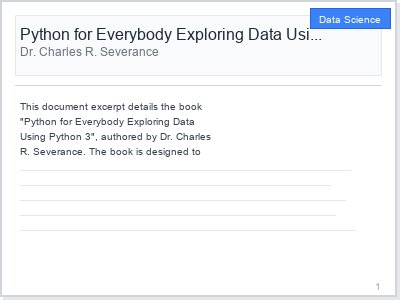 Data Science
Python for Everybody Exploring Data Usi...
Dr. Charles R. Severance
This document excerpt details the book
"Python for Everybody Exploring Data
Using Python 3", authored by Dr. Charles
R. Severance. The book is designed to
1